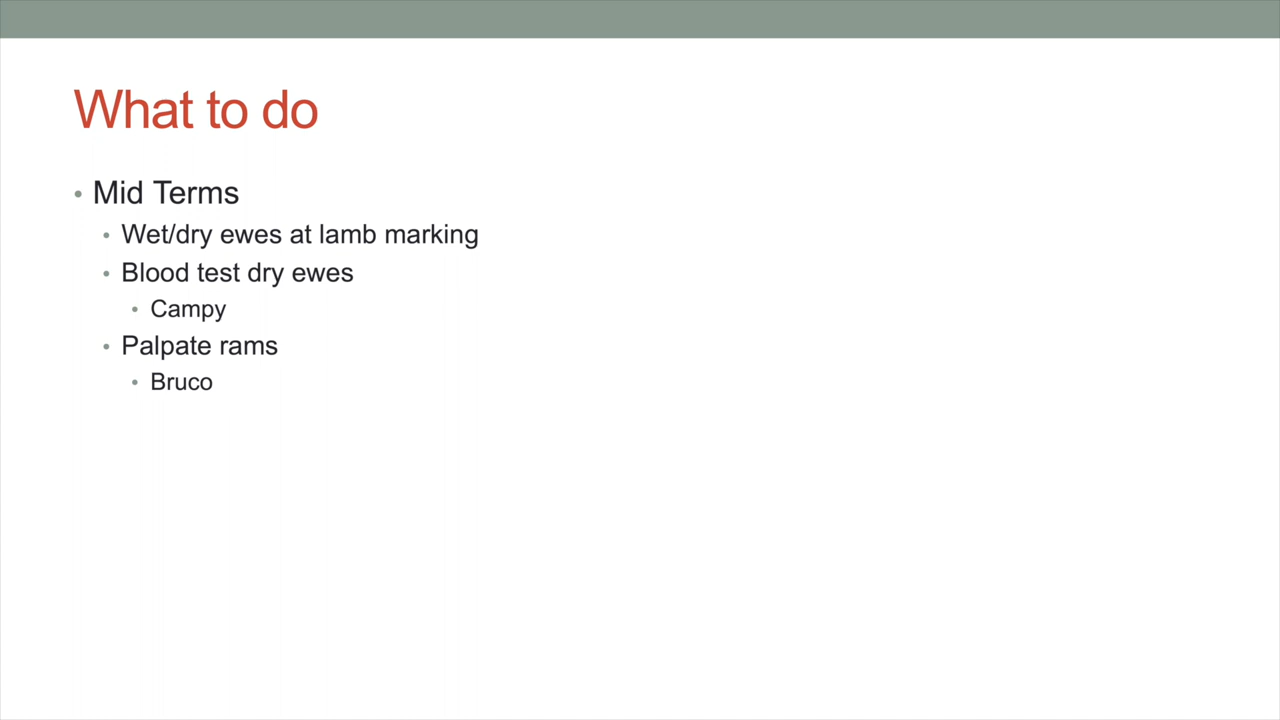 What to do
• Mid Terms
• Wet/dry ewes at lamb marking
• Blood test dry ewes
• Campy
• Palpate rams
• Bruco